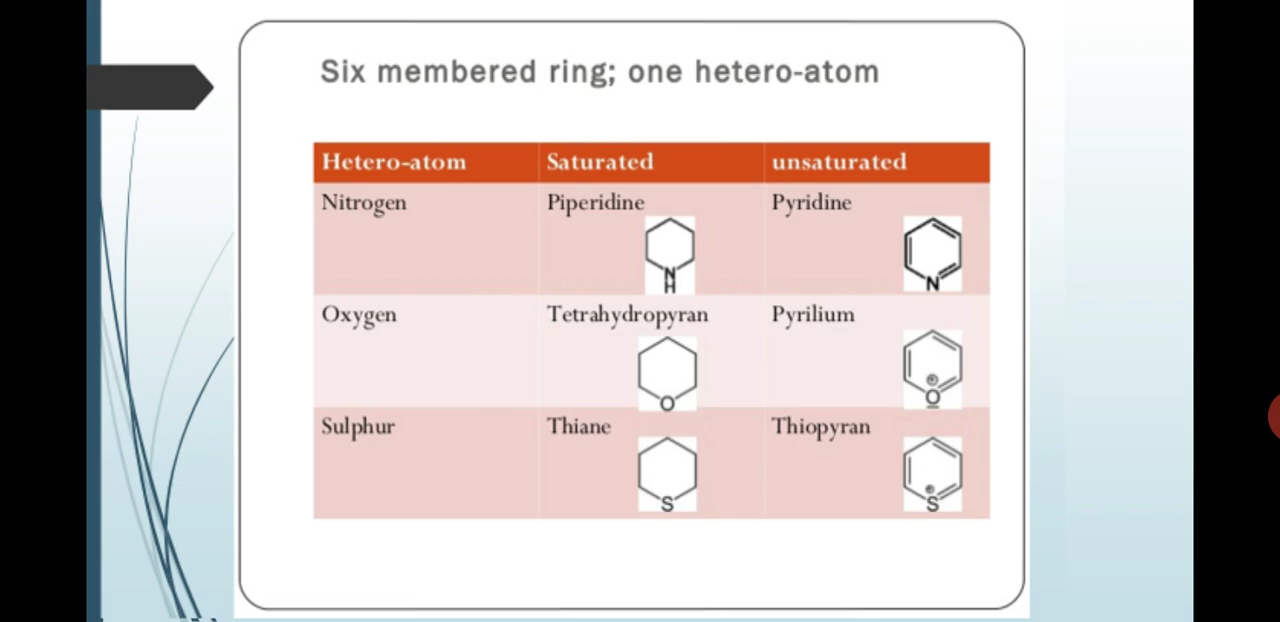 Six membered ring; one hetero-atom
Hetero-atom Saturated unsaturated
Nitrogen Piperidine Pyridine
N
H
N
Oxygen Tetrahydropyran Pyrilium
O
⊕
O
Sulphur Thiane Thiopyran
S
⊕
S